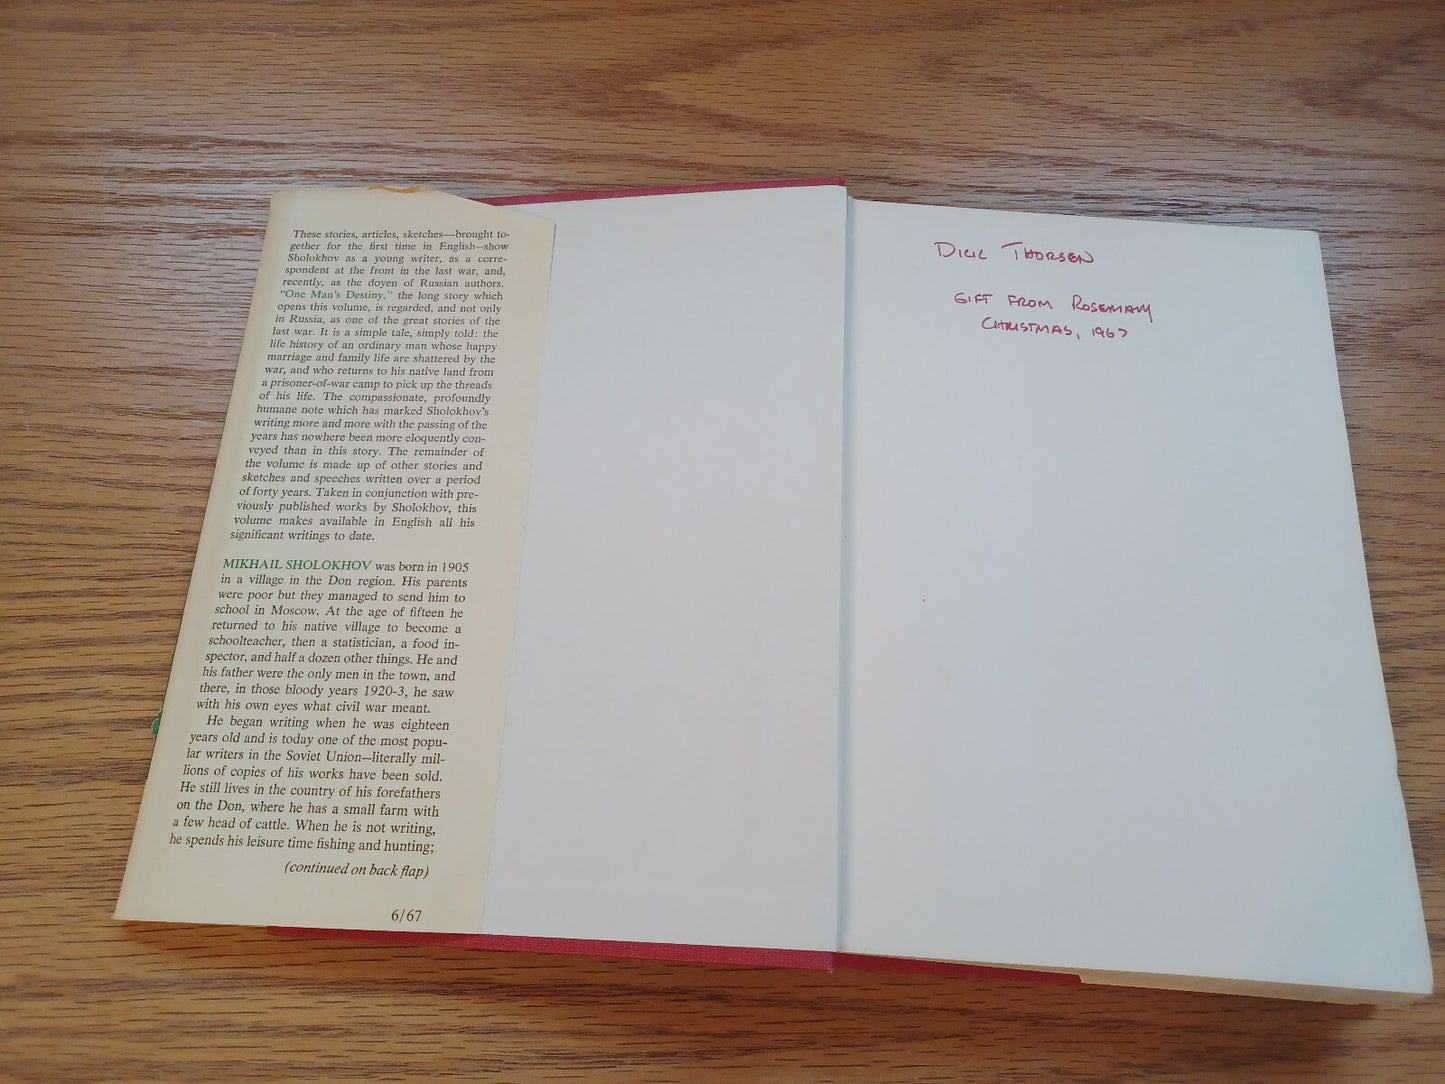 These stories, articles, sketches—brought to-
gether for the first time in English—show
Sholokhov as a young writer, as a corre-
spondent at the front in the last war, and,
recently, as the doyen of Russian authors.
"One Man's Destiny," the long story which
opens this volume, is regarded, and not only
in Russia, as one of the great stories of the
last war. It is a simple tale, simply told: the
life history of an ordinary man whose happy
marriage and family life are shattered by the
war, and who returns to his native land from
a prisoner-of-war camp to pick up the threads
of his life. The compassionate, profoundly
humane note which has marked Sholokhov's
writing more and more with the passing of the
years has nowhere been more eloquently con-
veyed than in this story. The remainder of
the volume is made up of other stories and
sketches and speeches written over a period
of forty years. Taken in conjunction with pre-
viously published works by Sholokhov, this
volume makes available in English all his
significant writings to date.
MIKHAIL SHOLOKHOV was born in 1905
in a village in the Don region. His parents
were poor but they managed to send him to
school in Moscow. At the age of fifteen he
returned to his native village to become a
schoolteacher, then a statistician, a food in-
spector, and half a dozen other things. He and
his father were the only men in the town, and
there, in those bloody years 1920-3, he saw
with his own eyes what civil war meant.
He began writing when he was eighteen
years old and is today one of the most popu-
lar writers in the Soviet Union—literally mil-
lions of copies of his works have been sold.
He still lives in the country of his forefathers
on the Don, where he has a small farm with
a few head of cattle. When he is not writing,
he spends his leisure time fishing and hunting;
(continued on back flap)
6/67
DICK THORSEN
GIFT FROM ROSEMARY
CHRISTMAS, 1967